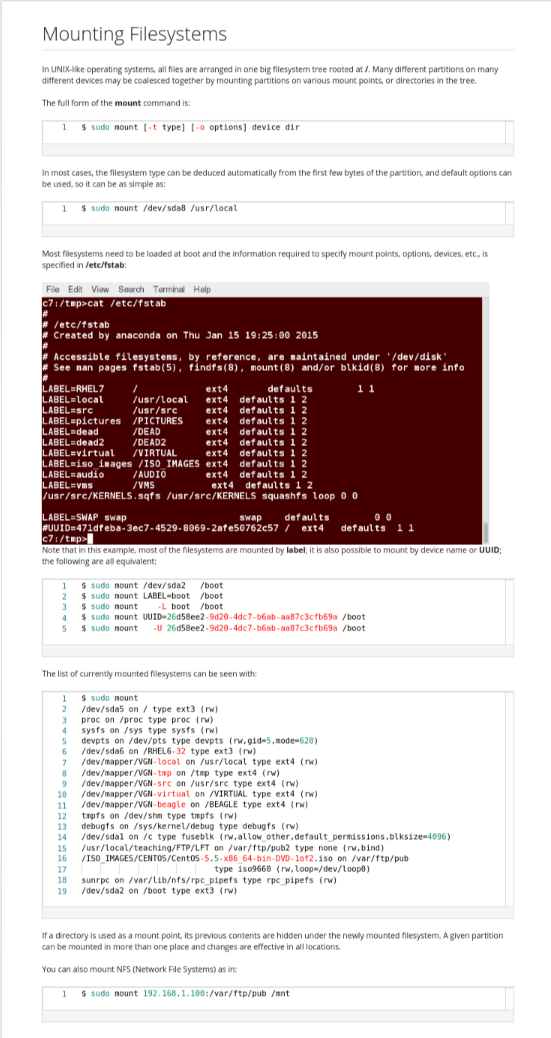 Mounting Filesystems
In UNIX-like operating systems, all files are arranged in one big filesystem tree rooted at /. Many different partitions on many
different devices may be coalesced together by mounting partitions on various mount points, or directories in the tree.
The full form of the mount command is:
1 $ sudo mount [-t type] [-o options] device dir
In most cases, the filesystem type can be deduced automatically from the first few bytes of the partition, and default options can
be used, so it can be as simple as:
1 $ sudo mount /dev/sda8 /usr/local
Most filesystems need to be loaded at boot and the information required to specify mount points, options, devices, etc., is
specified in /etc/fstab:
File Edit View Search Terminal Help
c7:/tmp>cat /etc/fstab
#
# /etc/fstab
# Created by anaconda on Thu Jan 15 19:25:00 2015
#
# Accessible filesystems, by reference, are maintained under '/dev/disk'
# See man pages fstab(5), findfs(8), mount(8) and/or blkid(8) for more info
#
LABEL=RHEL7 / ext4 defaults 1 1
LABEL=local /usr/local ext4 defaults 1 2
LABEL=src /usr/src ext4 defaults 1 2
LABEL=pictures /PICTURES ext4 defaults 1 2
LABEL=dead /DEAD ext4 defaults 1 2
LABEL=dead2 /DEAD2 ext4 defaults 1 2
LABEL=virtual /VIRTUAL ext4 defaults 1 2
LABEL=iso_images /ISO_IMAGES ext4 defaults 1 2
LABEL=audio /AUDIO ext4 defaults 1 2
LABEL=vms /VMS ext4 defaults 1 2
/usr/src/KERNELS.sqfs /usr/src/KERNELS squashfs loop 0 0
LABEL=SWAP swap swap defaults 0 0
#UUID=471dfeba-3ec7-4529-8069-2afe50762c57 / ext4 defaults 1 1
c7:/tmp>
Note that in this example, most of the filesystems are mounted by label; it is also possible to mount by device name or UUID;
the following are all equivalent:
1 $ sudo mount /dev/sda2 /boot
2 $ sudo mount LABEL=boot /boot
3 $ sudo mount -L boot /boot
4 $ sudo mount UUID=26d58ee2-9d20-4dc7-b6ab-aa87c3cfb69a /boot
5 $ sudo mount -U 26d58ee2-9d20-4dc7-b6ab-aa87c3cfb69a /boot
The list of currently mounted filesystems can be seen with:
1 $ sudo mount
2 /dev/sda5 on / type ext3 (rw)
3 proc on /proc type proc (rw)
4 sysfs on /sys type sysfs (rw)
5 devpts on /dev/pts type devpts (rw,gid=5,mode=620)
6 /dev/sda6 on /RHEL6-32 type ext3 (rw)
7 /dev/mapper/VGN-local on /usr/local type ext4 (rw)
8 /dev/mapper/VGN-tmp on /tmp type ext4 (rw)
9 /dev/mapper/VGN-src on /usr/src type ext4 (rw)
10 /dev/mapper/VGN-virtual on /VIRTUAL type ext4 (rw)
11 /dev/mapper/VGN-beagle on /BEAGLE type ext4 (rw)
12 tmpfs on /dev/shm type tmpfs (rw)
13 debugfs on /sys/kernel/debug type debugfs (rw)
14 /dev/sda1 on /c type fuseblk (rw,allow_other,default_permissions,blksize=4096)
15 /usr/local/teaching/FTP/LFT on /var/ftp/pub2 type none (rw,bind)
16 /ISO_IMAGES/CENTOS/CentOS-5.5-x86_64-bin-DVD-1of2.iso on /var/ftp/pub
17 type iso9660 (rw,loop=/dev/loop0)
18 sunrpc on /var/lib/nfs/rpc_pipefs type rpc_pipefs (rw)
19 /dev/sda2 on /boot type ext3 (rw)
If a directory is used as a mount point, its previous contents are hidden under the newly mounted filesystem. A given partition
can be mounted in more than one place and changes are effective in all locations.
You can also mount NFS (Network File Systems) as in:
1 $ sudo mount 192.168.1.100:/var/ftp/pub /mnt